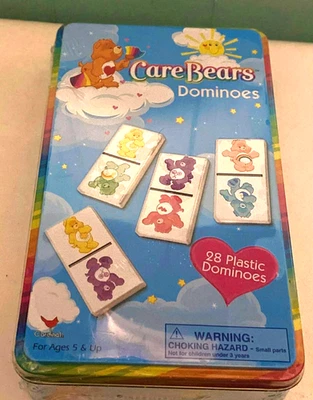 Care Bears
Dominoes
28 Plastic
Dominoes
For Ages 5 & Up
WARNING:
CHOKING HAZARD - Small parts
Not for children under 3 years